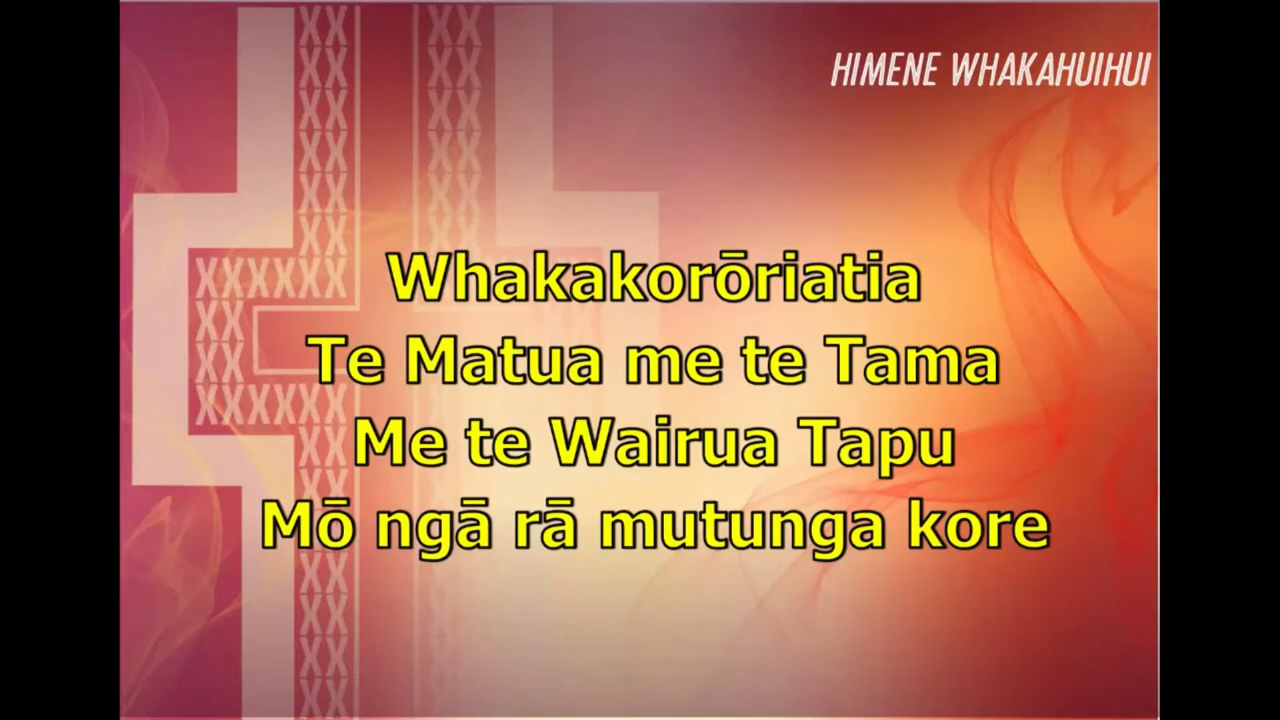 HIMENE WHAKAHUIHUI
Whakakorōriatia
Te Matua me te Tama
Me te Wairua Tapu
Mō ngā rā mutunga kore